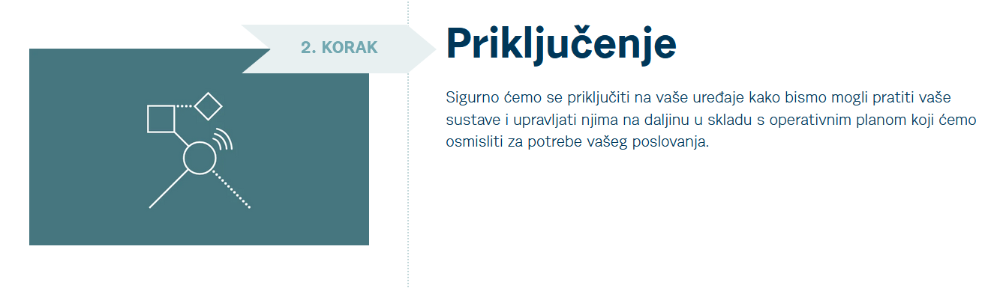 2. KORAK
Priključenje
Sigurno ćemo se priključiti na vaše uređaje kako bismo mogli pratiti vaše
sustave i upravljati njima na daljinu u skladu s operativnim planom koji ćemo
osmisliti za potrebe vašeg poslovanja.